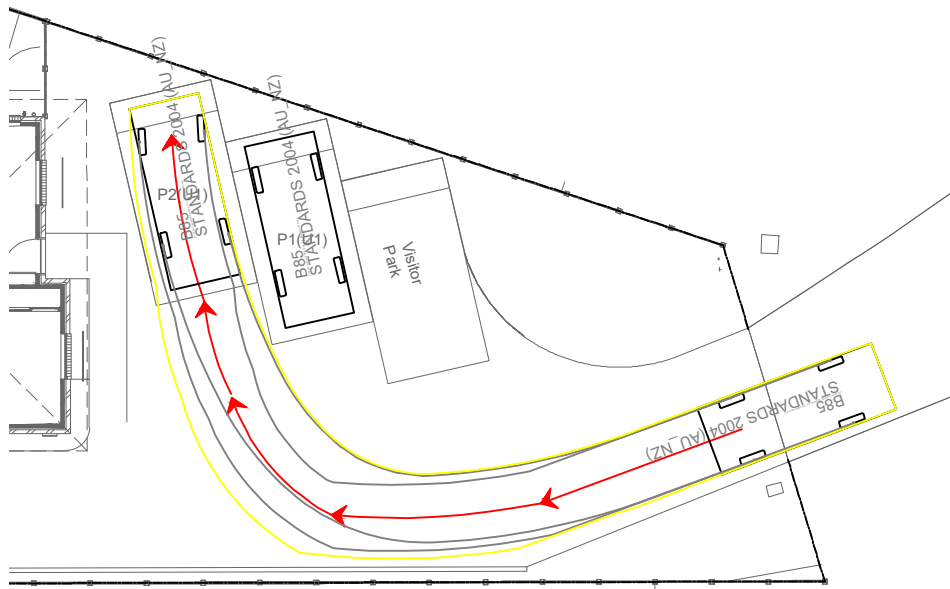 B85
STANDARDS 2004 (AU_NZ)
P2(U1)
B85
STANDARDS 2004 (AU_NZ)
P1(U1)
Visitor
Park
B85
STANDARDS 2004 (AU_NZ)